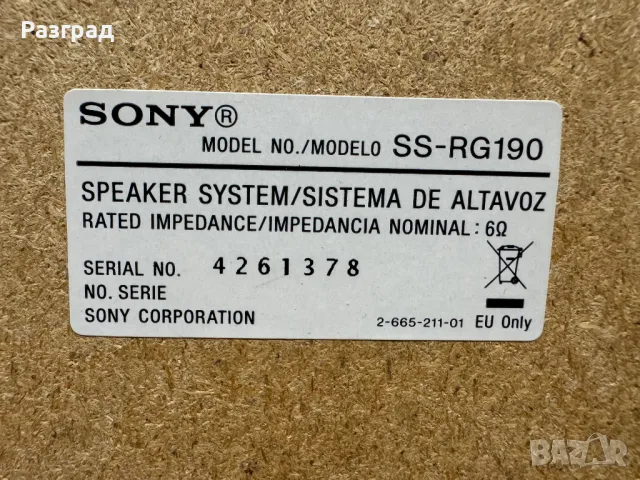 Разград
SONY®
MODEL NO./MODELO SS-RG190
SPEAKER SYSTEM/SISTEMA DE ALTAVOZ
RATED IMPEDANCE/IMPEDANCIA NOMINAL: 6Ω
SERIAL NO. 4261378
NO. SERIE
SONY CORPORATION
2-665-211-01 EU Only
BAZAR